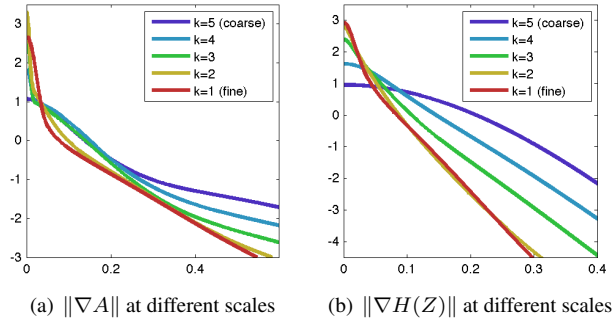 3
2
1
0
-1
-2
-3
0
0.2
0.4
k=5 (coarse)
k=4
k=3
k=2
k=1 (fine)
3
2
1
0
-1
-2
-3
-4
0
0.1
0.2
0.3
0.4
k=5 (coarse)
k=4
k=3
k=2
k=1 (fine)
(a) ‖∇A‖ at different scales
(b) ‖∇H(Z)‖ at different scales